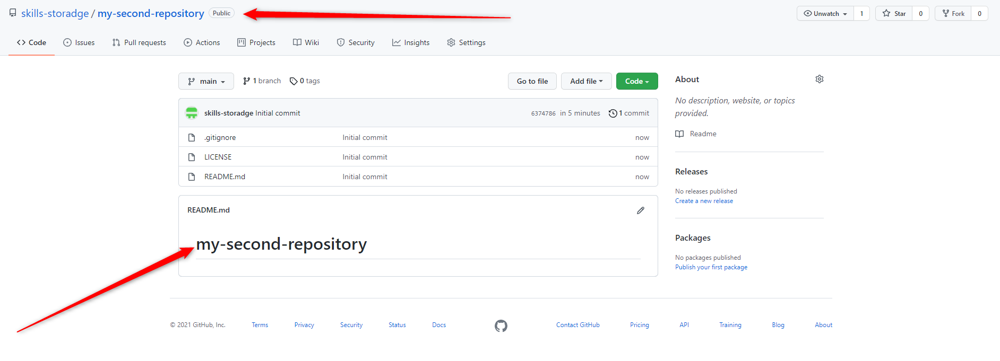 skills-storadge / my-second-repository Public
Unwatch 1 Star 0 Fork 0
Code Issues Pull requests Actions Projects Wiki Security Insights Settings
main 1 branch 0 tags Go to file Add file Code
skills-storadge Initial commit 6374786 in 5 minutes 1 commit
.gitignore Initial commit now
LICENSE Initial commit now
README.md Initial commit now
README.md
my-second-repository
About
No description, website, or topics
provided.
Readme
Releases
No releases published
Create a new release
Packages
No packages published
Publish your first package
© 2021 GitHub, Inc. Terms Privacy Security Status Docs Contact GitHub Pricing API Training Blog About